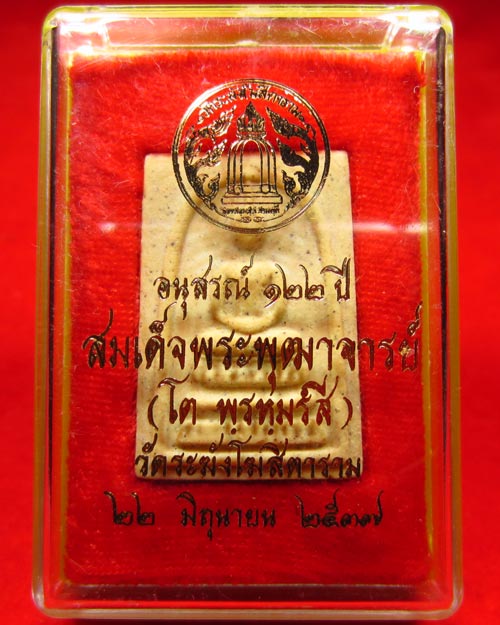 อนุสรณ์ ๑๒๒ ปี
สมเด็จพระพุฒาจารย์
(โต พฺรหฺมรํสี)
วัดระฆังโฆสิตาราม
๒๒ มิถุนายน ๒๕๓๗